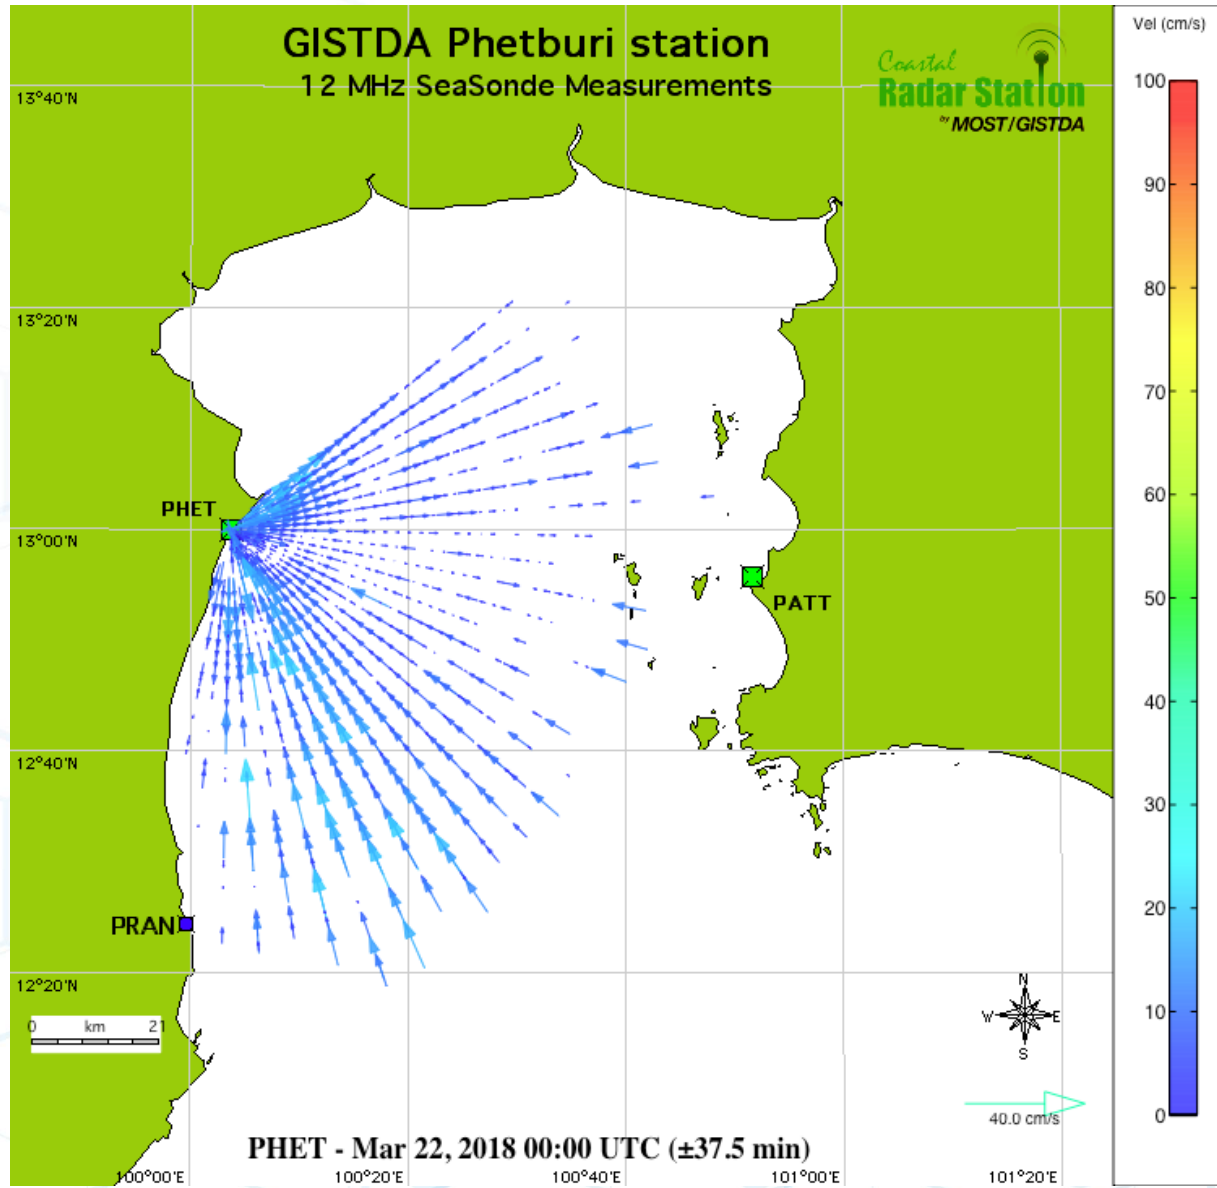 GISTDA Phetburi station
12 MHz SeaSonde Measurements
Coastal
Radar Station
by MOST/GISTDA
Vel (cm/s)
100
90
80
70
60
50
40
30
20
10
0
13°40'N
13°20'N
13°00'N
12°40'N
12°20'N
PHET
PATT
PRAN
0 km 21
N
W E
S
40.0 cm/s
PHET - Mar 22, 2018 00:00 UTC (±37.5 min)
100°00'E 100°20'E 100°40'E 101°00'E 101°20'E